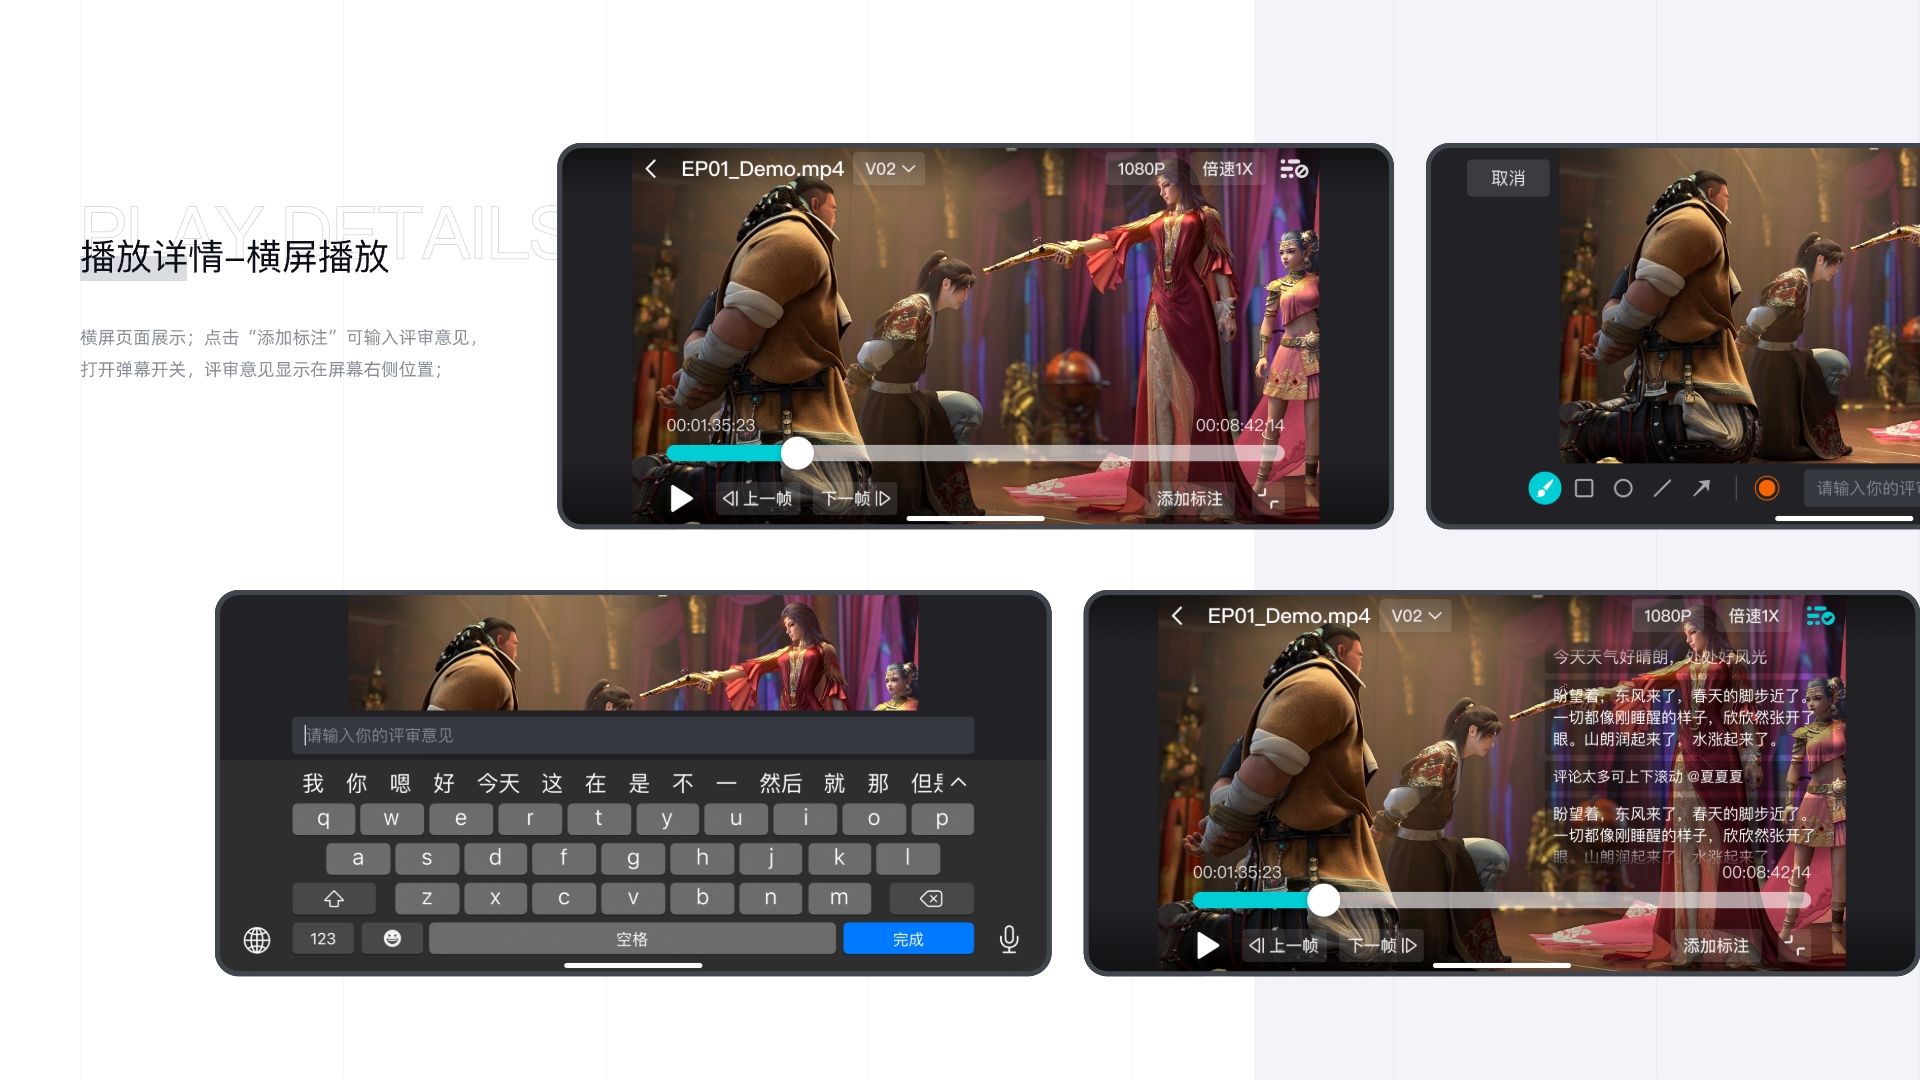 PLAY DETAILS
播放详情–横屏播放
横屏页面展示；点击“添加标注”可输入评审意见，
打开弹幕开关，评审意见显示在屏幕右侧位置；
EP01_Demo.mp4 V02 1080P 倍速1X
00:01:35:23 00:08:42:14
上一帧 下一帧 添加标注
取消
请输入你的评
请输入你的评审意见
我 你 嗯 好 今天 这 在 是 不 一 然后 就 那 但是
q w e r t y u i o p
a s d f g h j k l
z x c v b n m
123 空格 完成
EP01_Demo.mp4 V02 1080P 倍速1X
今天天气好晴朗，处处好风光
盼望着，东风来了，春天的脚步近了。
一切都像刚睡醒的样子，欣欣然张开了
眼。山朗润起来了，水涨起来了。
评论太多可上下滚动 @夏夏夏
盼望着，东风来了，春天的脚步近了。
一切都像刚睡醒的样子，欣欣然张开了
眼。山朗润起来了，水涨起来了。
00:01:35:23 00:08:42:14
上一帧 下一帧 添加标注